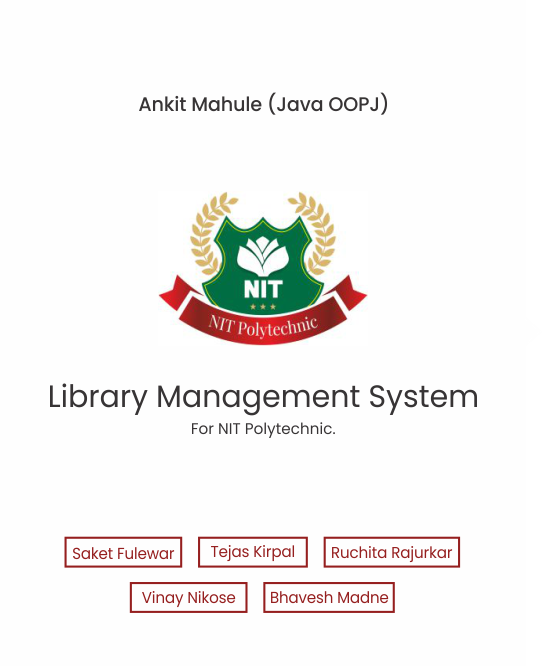 Ankit Mahule (Java OOPJ)
NIT
NIT Polytechnic
Library Management System
For NIT Polytechnic.
Saket Fulewar
Tejas Kirpal
Ruchita Rajurkar
Vinay Nikose
Bhavesh Madne